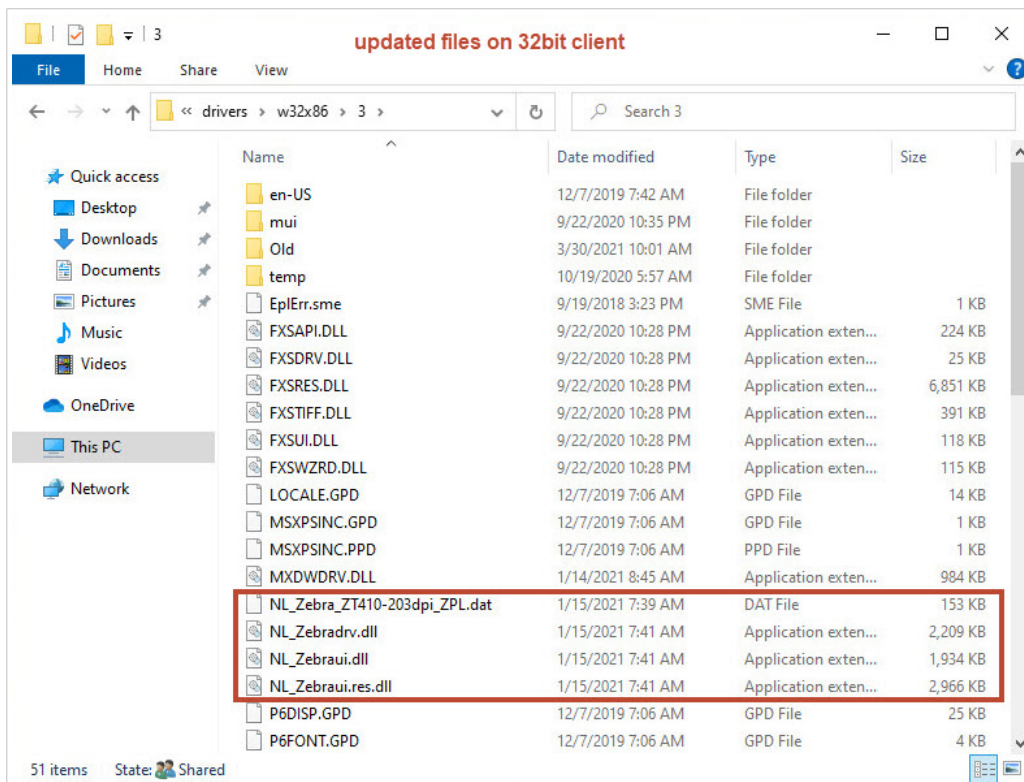 3
updated files on 32bit client
File Home Share View
« drivers > w32x86 > 3 >
Search 3
Name Date modified Type Size
Quick access
Desktop
Downloads
Documents
Pictures
Music
Videos
OneDrive
This PC
Network
en-US 12/7/2019 7:42 AM File folder
mui 9/22/2020 10:35 PM File folder
Old 3/30/2021 10:01 AM File folder
temp 10/19/2020 5:57 AM File folder
EplErr.sme 9/19/2018 3:23 PM SME File 1 KB
FXSAPI.DLL 9/22/2020 10:28 PM Application exten... 224 KB
FXSDRV.DLL 9/22/2020 10:28 PM Application exten... 25 KB
FXSRES.DLL 9/22/2020 10:28 PM Application exten... 6,851 KB
FXSTIFF.DLL 9/22/2020 10:28 PM Application exten... 391 KB
FXSUI.DLL 9/22/2020 10:28 PM Application exten... 118 KB
FXSWZRD.DLL 9/22/2020 10:28 PM Application exten... 115 KB
LOCALE.GPD 12/7/2019 7:06 AM GPD File 14 KB
MSXPSINC.GPD 12/7/2019 7:06 AM GPD File 1 KB
MSXPSINC.PPD 12/7/2019 7:06 AM PPD File 1 KB
MXDWDRV.DLL 1/14/2021 8:45 AM Application exten... 984 KB
NL_Zebra_ZT410-203dpi_ZPL.dat 1/15/2021 7:39 AM DAT File 153 KB
NL_Zebradrv.dll 1/15/2021 7:41 AM Application exten... 2,209 KB
NL_Zebraui.dll 1/15/2021 7:41 AM Application exten... 1,934 KB
NL_Zebraui.res.dll 1/15/2021 7:41 AM Application exten... 2,966 KB
P6DISP.GPD 12/7/2019 7:06 AM GPD File 25 KB
P6FONT.GPD 12/7/2019 7:06 AM GPD File 4 KB
51 items State: Shared